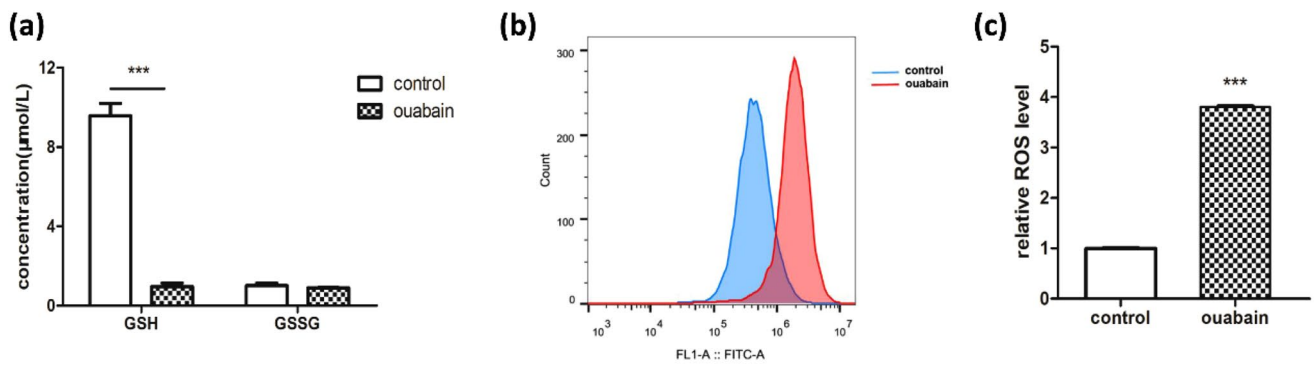 (a)
concentration(μmol/L)
12
8
4
0
***
GSH
GSSG
control
ouabain
(b)
Count
300
200
100
0
10³ 10⁴ 10⁵ 10⁶ 10⁷
FL1-A :: FITC-A
control
ouabain
(c)
relative ROS level
5
4
3
2
1
0
***
control
ouabain